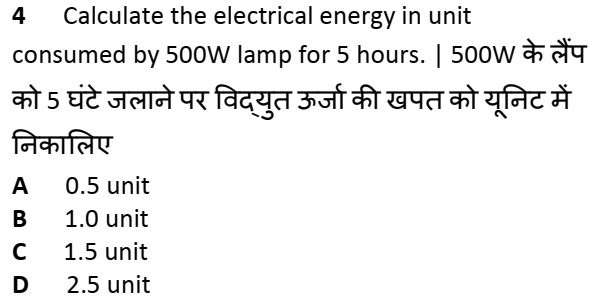 4 Calculate the electrical energy in unit
consumed by 500W lamp for 5 hours. | 500W के लैंप
को 5 घंटे जलाने पर विद्युत ऊर्जा की खपत को यूनिट में
निकालिए
A 0.5 unit
B 1.0 unit
C 1.5 unit
D 2.5 unit